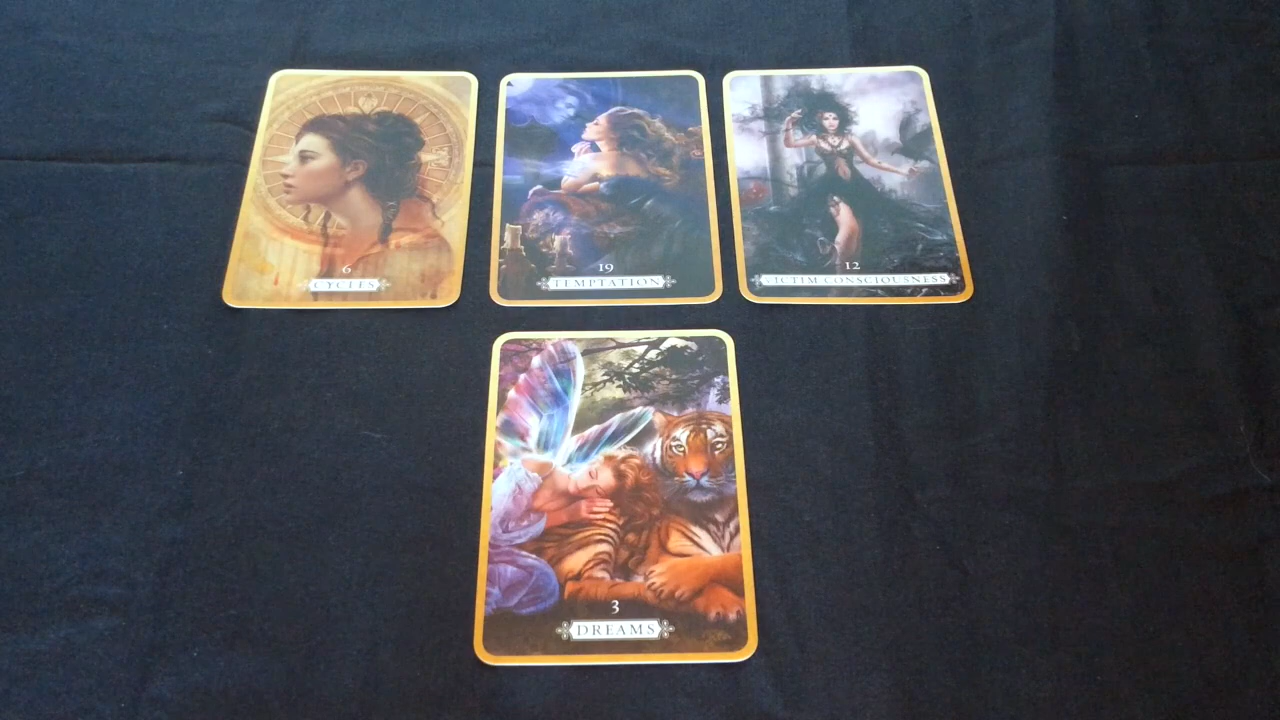 6
CYCLES
19
TEMPTATION
12
VICTIM CONSCIOUSNESS
3
DREAMS